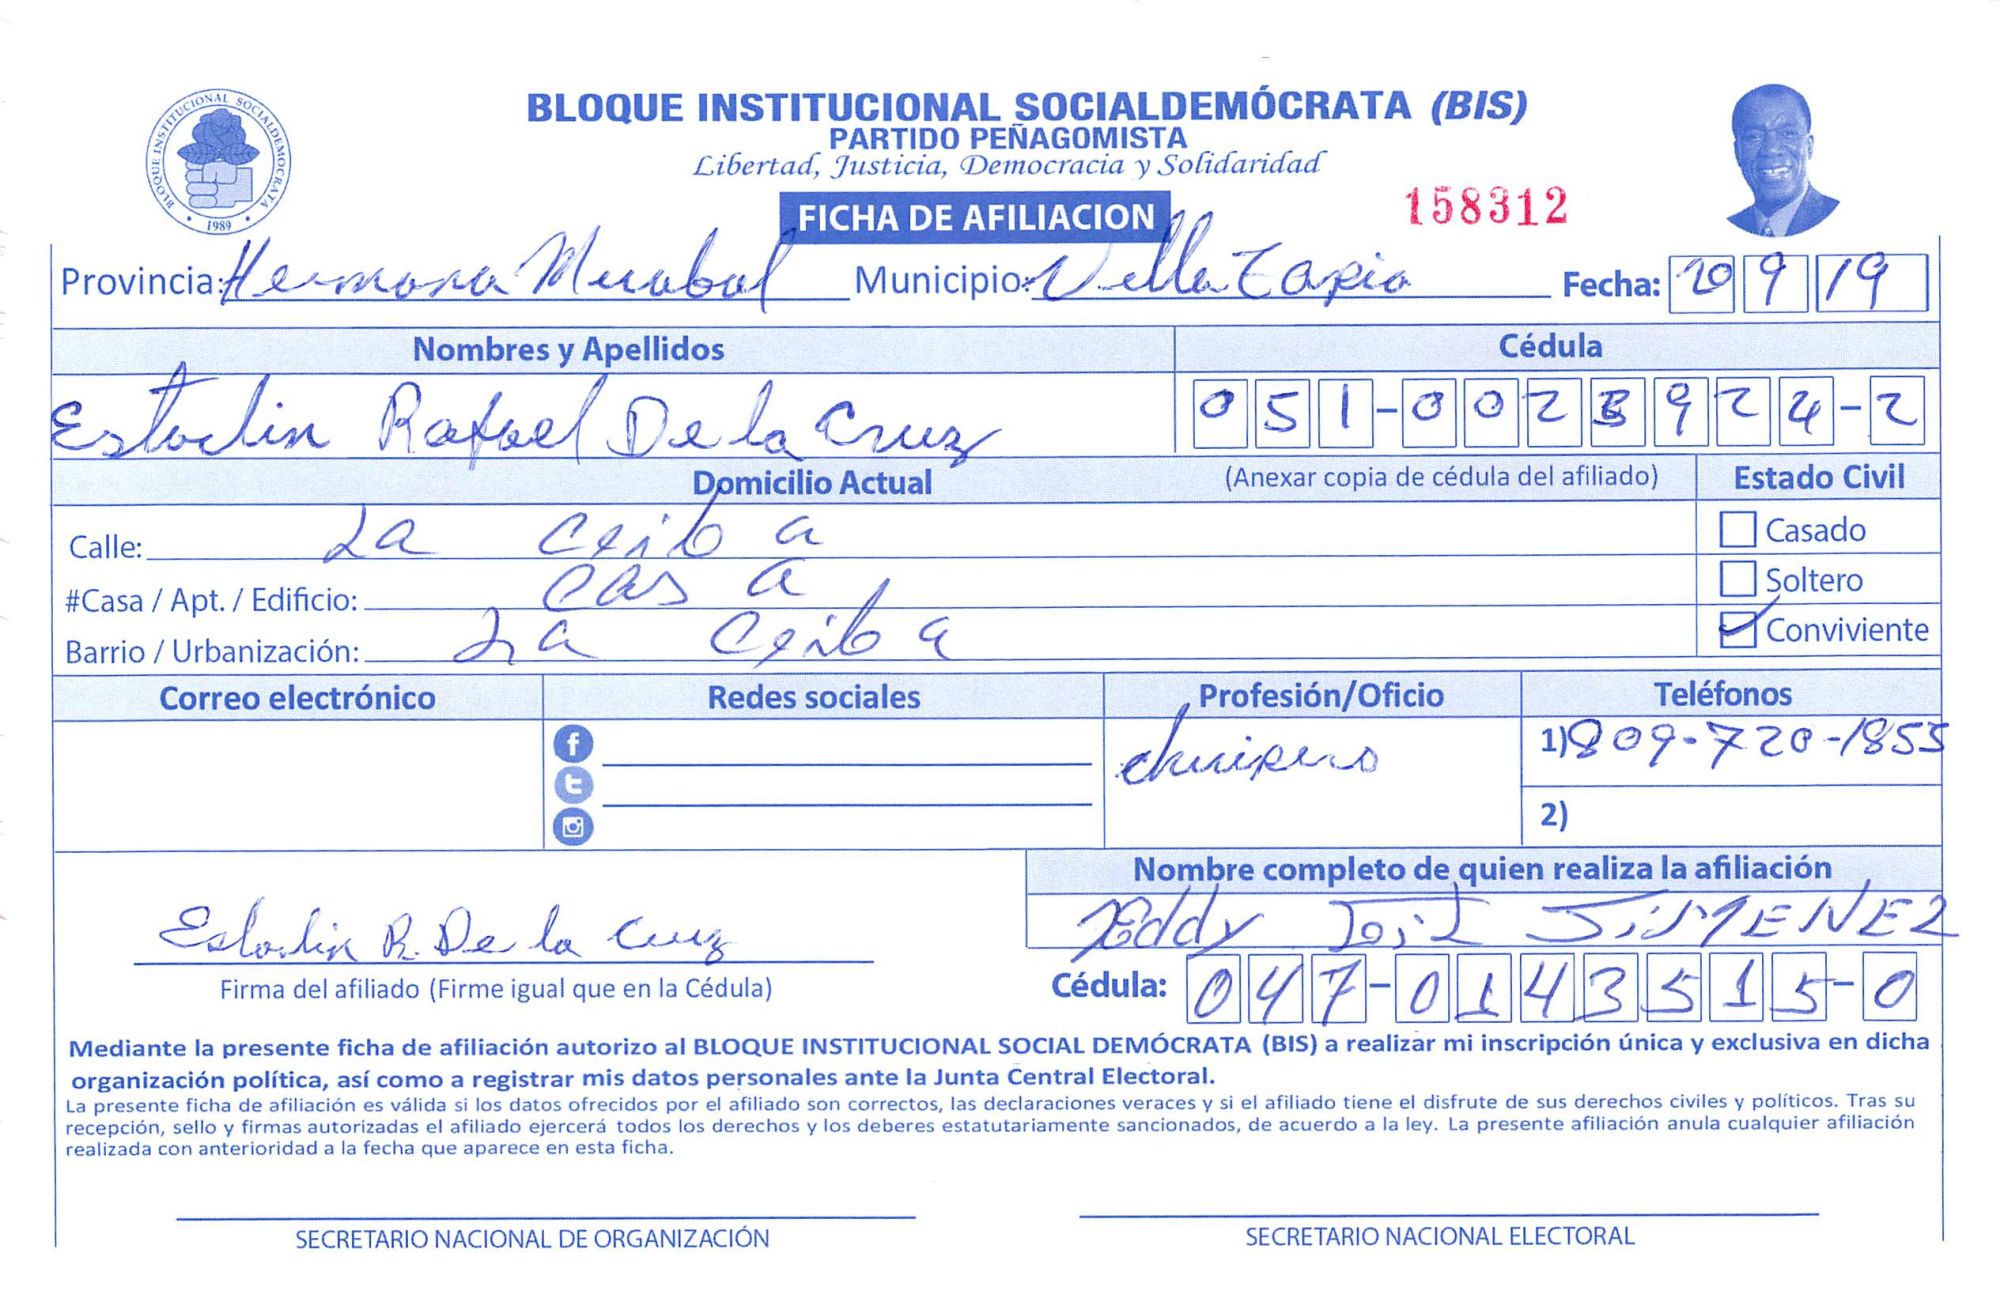 BLOQUE INSTITUCIONAL SOCIALDEMÓCRATA
1989
BLOQUE INSTITUCIONAL SOCIALDEMÓCRATA (BIS)
PARTIDO PEÑAGOMISTA
Libertad, Justicia, Democracia y Solidaridad
FICHA DE AFILIACION
158312
Provincia: Hermana Mirabal Municipio: Villa Tapia Fecha: 20 9 19
Nombres y Apellidos Cédula
Estarlin Rafael De la Cruz 051-0023924-2
Domicilio Actual (Anexar copia de cédula del afiliado) Estado Civil
Calle: La Ceiba Casado
#Casa / Apt. / Edificio: casa Soltero
Barrio / Urbanización: La Ceiba Conviviente
Correo electrónico Redes sociales Profesión/Oficio Teléfonos
1) 809-720-1855
2)
Nombre completo de quien realiza la afiliación
Eddy JiMENEZ
Estarlin R. De la Cruz
Firma del afiliado (Firme igual que en la Cédula) Cédula: 047-0143515-0
Mediante la presente ficha de afiliación autorizo al BLOQUE INSTITUCIONAL SOCIAL DEMÓCRATA (BIS) a realizar mi inscripción única y exclusiva en dicha
organización política, así como a registrar mis datos personales ante la Junta Central Electoral.
La presente ficha de afiliación es válida si los datos ofrecidos por el afiliado son correctos, las declaraciones veraces y si el afiliado tiene el disfrute de sus derechos civiles y políticos. Tras su
recepción, sello y firmas autorizadas el afiliado ejercerá todos los derechos y los deberes estatutariamente sancionados, de acuerdo a la ley. La presente afiliación anula cualquier afiliación
realizada con anterioridad a la fecha que aparece en esta ficha.
SECRETARIO NACIONAL DE ORGANIZACIÓN SECRETARIO NACIONAL ELECTORAL